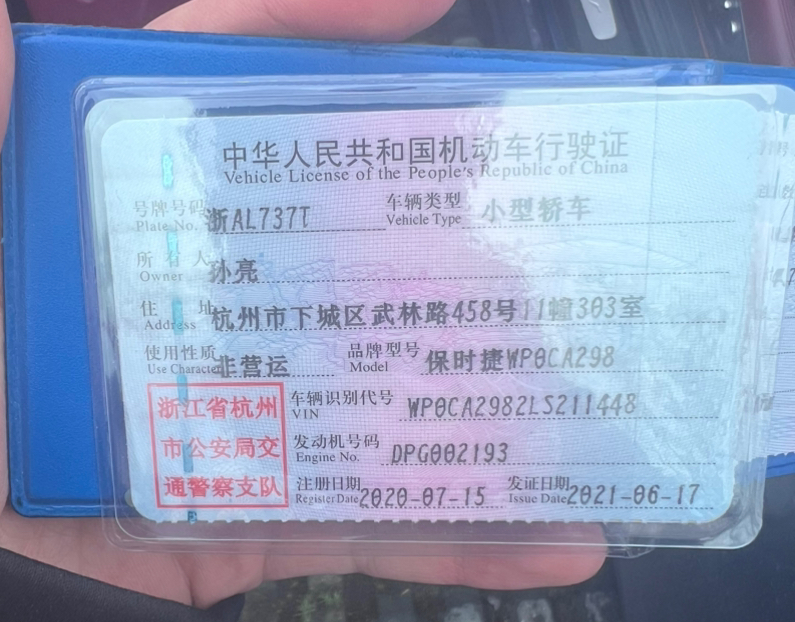 中华人民共和国机动车行驶证
Vehicle License of the People's Republic of China
号牌号码 浙AL737T 车辆类型 小型轿车
Plate No. Vehicle Type
所有人 孙亮
Owner
住址 杭州市下城区武林路458号11幢303室
Address
使用性质 非营运 品牌型号 保时捷WP0CA298
Use Character Model
浙江省杭州
市公安局交
通警察支队
车辆识别代号 WP0CA2982LS211448
VIN
发动机号码 DPG002193
Engine No.
注册日期 2020-07-15 发证日期 2021-06-17
Register Date Issue Date